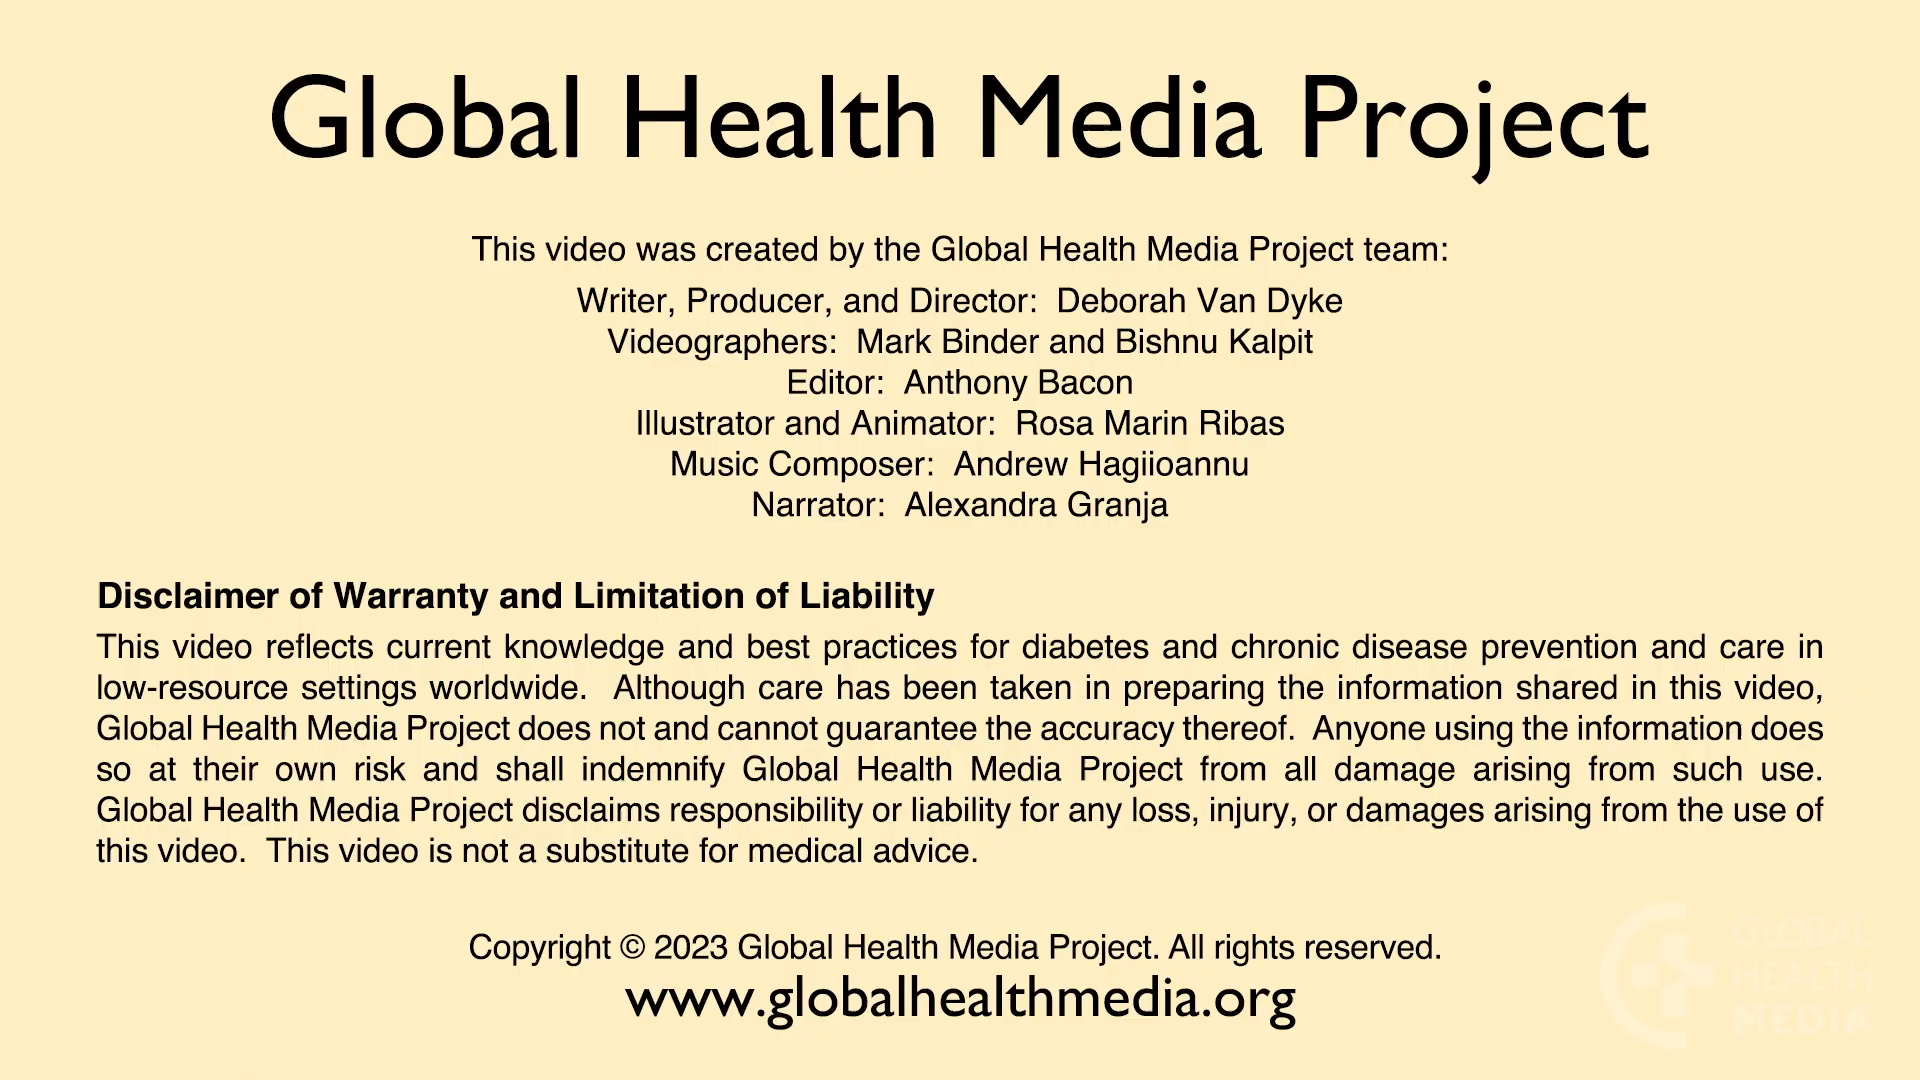 Global Health Media Project
This video was created by the Global Health Media Project team:
Writer, Producer, and Director:  Deborah Van Dyke
Videographers:  Mark Binder and Bishnu Kalpit
Editor:  Anthony Bacon
Illustrator and Animator:  Rosa Marin Ribas
Music Composer:  Andrew Hagiioannu
Narrator:  Alexandra Granja
Disclaimer of Warranty and Limitation of Liability
This video reflects current knowledge and best practices for diabetes and chronic disease prevention and care in
low-resource settings worldwide.  Although care has been taken in preparing the information shared in this video,
Global Health Media Project does not and cannot guarantee the accuracy thereof.  Anyone using the information does
so at their own risk and shall indemnify Global Health Media Project from all damage arising from such use.
Global Health Media Project disclaims responsibility or liability for any loss, injury, or damages arising from the use of
this video.  This video is not a substitute for medical advice.
Copyright © 2023 Global Health Media Project. All rights reserved.
www.globalhealthmedia.org
GLOBAL
HEALTH
MEDIA